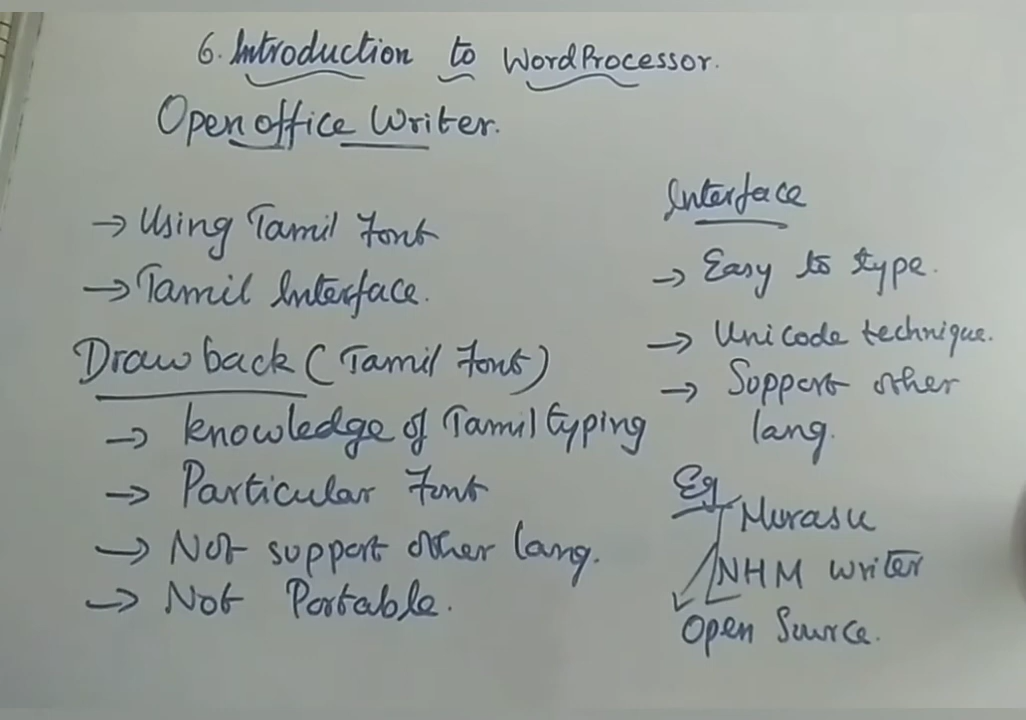 6. Introduction to WordProcessor.
Open office Writer.
→ Using Tamil Font
→ Tamil Interface.
Drawback (Tamil Font)
→ knowledge of Tamil typing
→ Particular Font
→ Not support other lang.
→ Not Portable.
Interface
→ Easy to type.
→ Unicode technique.
→ Support other
lang.
Eg
Murasu
NHM Writer
Open Source.